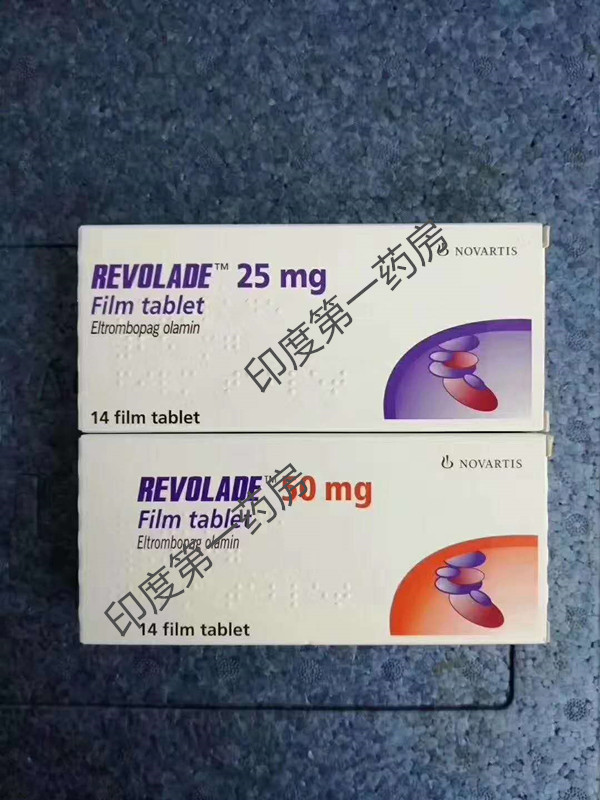 REVOLADE™ 25 mg
NOVARTIS
Film tablet
Eltrombopag olamin
14 film tablet
印度第一药房
REVOLADE™ 50 mg
NOVARTIS
Film tablet
Eltrombopag olamin
14 film tablet
印度第一药房